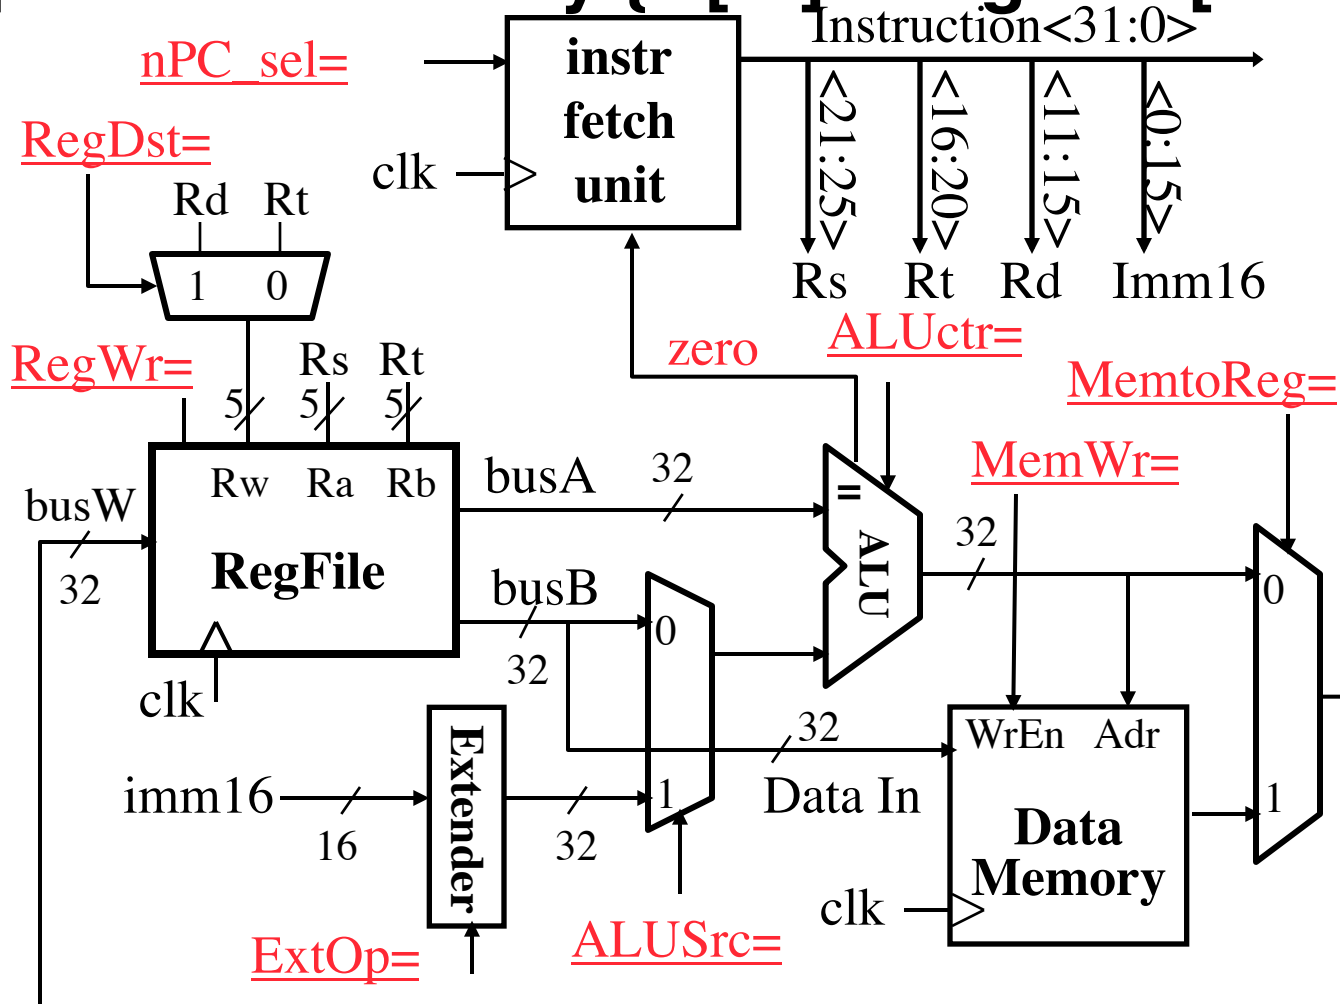 Instruction<31:0>
nPC_sel=
instr
fetch
unit
clk
<21:25>
<16:20>
<11:15>
<0:15>
Rs
Rt
Rd
Imm16
RegDst=
Rd
Rt
1
0
zero
ALUctr=
RegWr=
Rs
Rt
5
5
5
MemtoReg=
MemWr=
busW
32
Rw
Ra
Rb
RegFile
clk
busA
32
busB
32
=
ALU
32
0
1
0
1
imm16
16
Extender
32
32
Data In
WrEn
Adr
Data
Memory
clk
ExtOp=
ALUSrc=